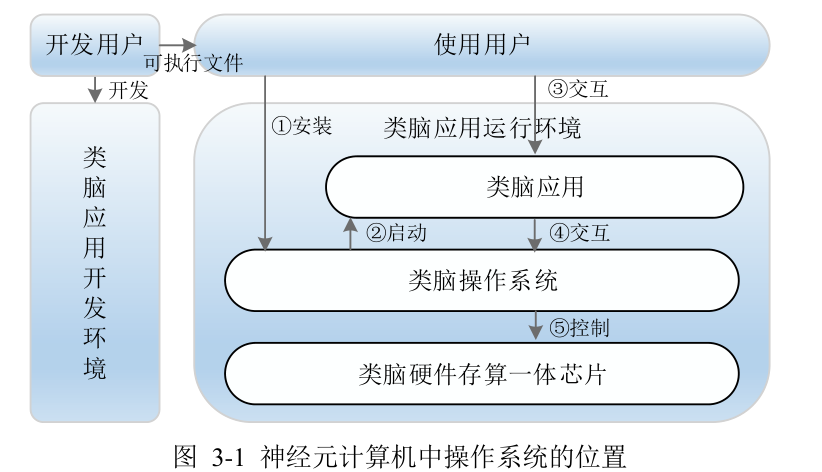 开发用户
使用用户
可执行文件
开发
③交互
①安装
类脑应用运行环境
类脑应用
②启动
④交互
类脑操作系统
⑤控制
类脑硬件存算一体芯片
类脑应用开发环境
图 3-1 神经元计算机中操作系统的位置